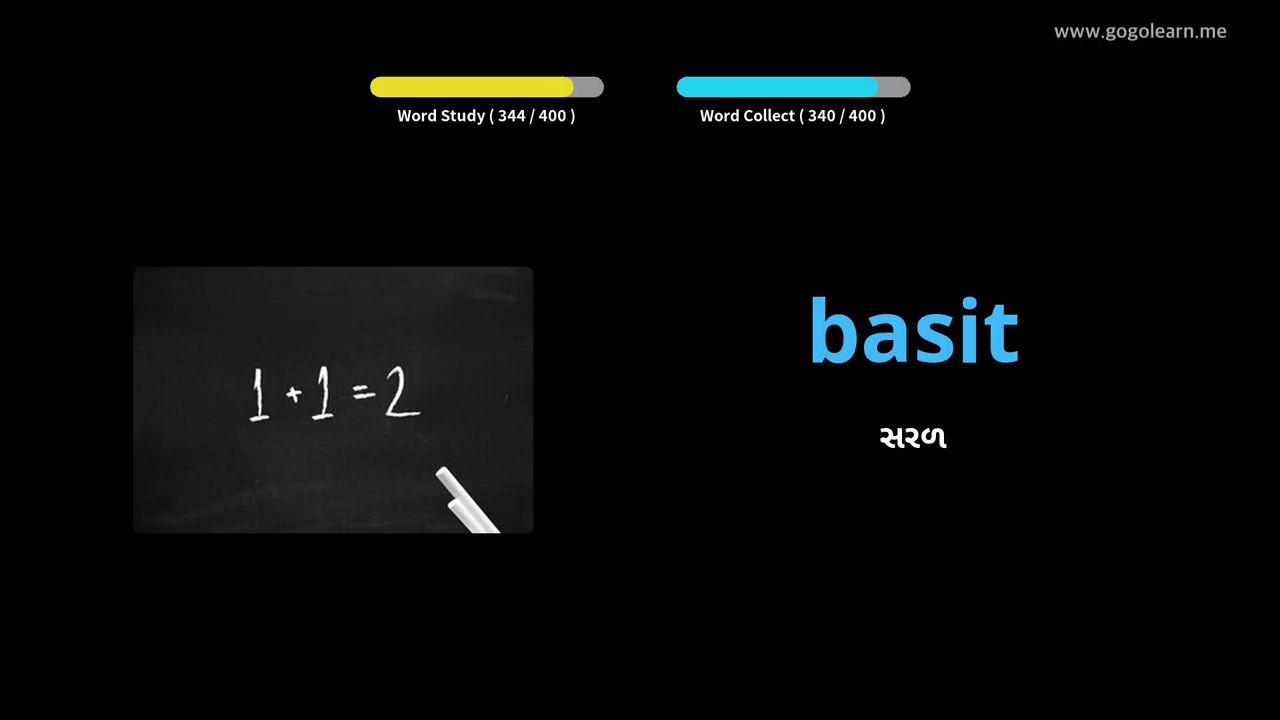 www.gogolearn.me
Word Study ( 344 / 400 )
Word Collect ( 340 / 400 )
1 + 1 = 2
basit
સરળ